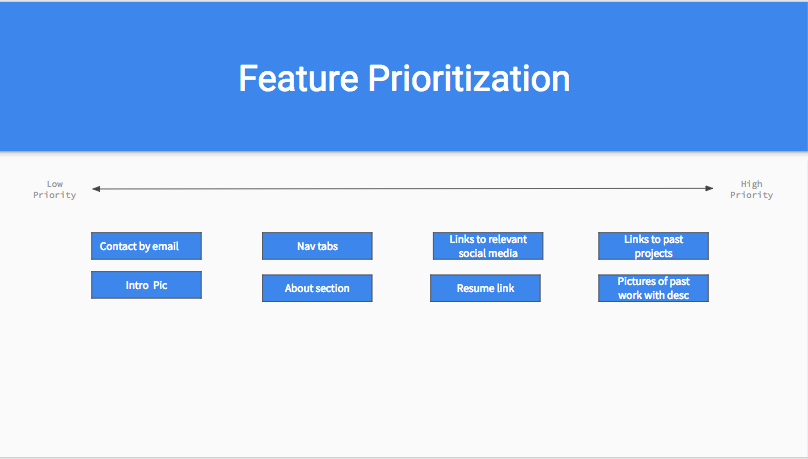 Feature Prioritization
Low
Priority
High
Priority
Contact by email
Nav tabs
Links to relevant
social media
Links to past
projects
Intro Pic
About section
Resume link
Pictures of past
work with desc